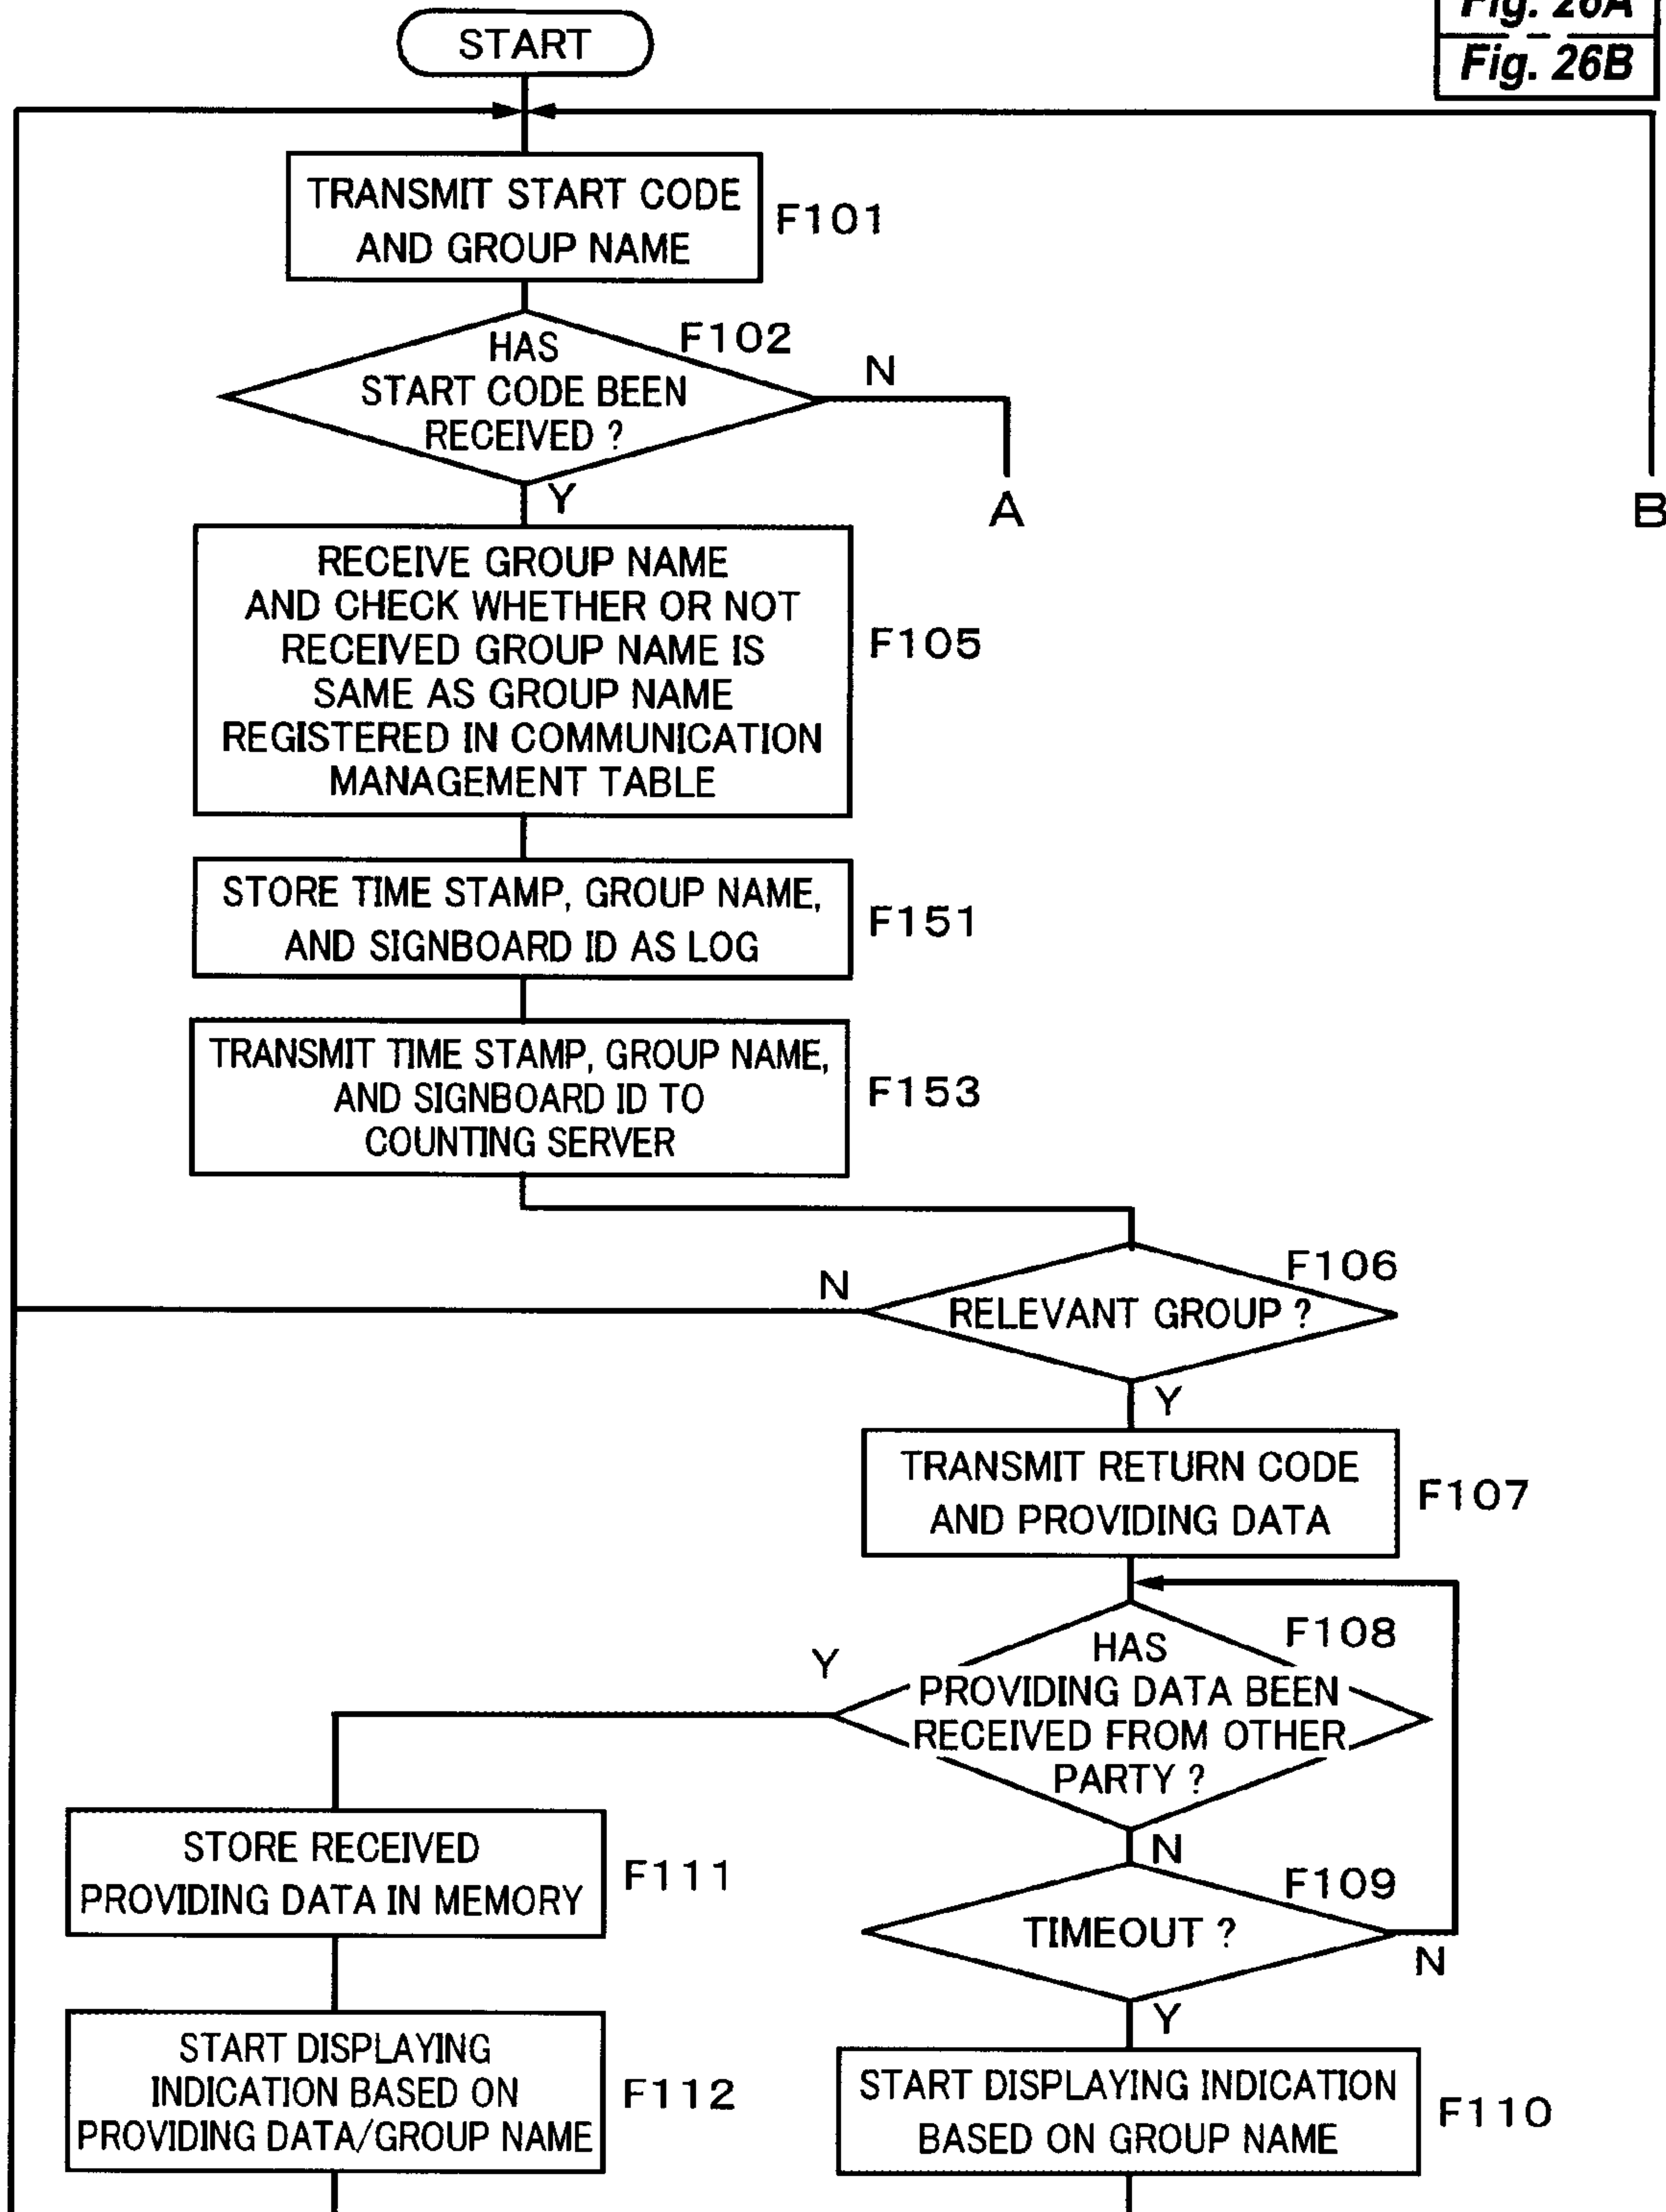 Fig. 26A
Fig. 26B
START
TRANSMIT START CODE
AND GROUP NAME
F101
F102
HAS
START CODE BEEN
RECEIVED ?
N
Y
A
B
RECEIVE GROUP NAME
AND CHECK WHETHER OR NOT
RECEIVED GROUP NAME IS
SAME AS GROUP NAME
REGISTERED IN COMMUNICATION
MANAGEMENT TABLE
F105
STORE TIME STAMP, GROUP NAME,
AND SIGNBOARD ID AS LOG
F151
TRANSMIT TIME STAMP, GROUP NAME,
AND SIGNBOARD ID TO
COUNTING SERVER
F153
F106
N
RELEVANT GROUP ?
Y
TRANSMIT RETURN CODE
AND PROVIDING DATA
F107
F108
Y
HAS
PROVIDING DATA BEEN
RECEIVED FROM OTHER
PARTY ?
N
STORE RECEIVED
PROVIDING DATA IN MEMORY
F111
F109
TIMEOUT ?
N
Y
START DISPLAYING
INDICATION BASED ON
PROVIDING DATA/GROUP NAME
F112
START DISPLAYING INDICATION
BASED ON GROUP NAME
F110